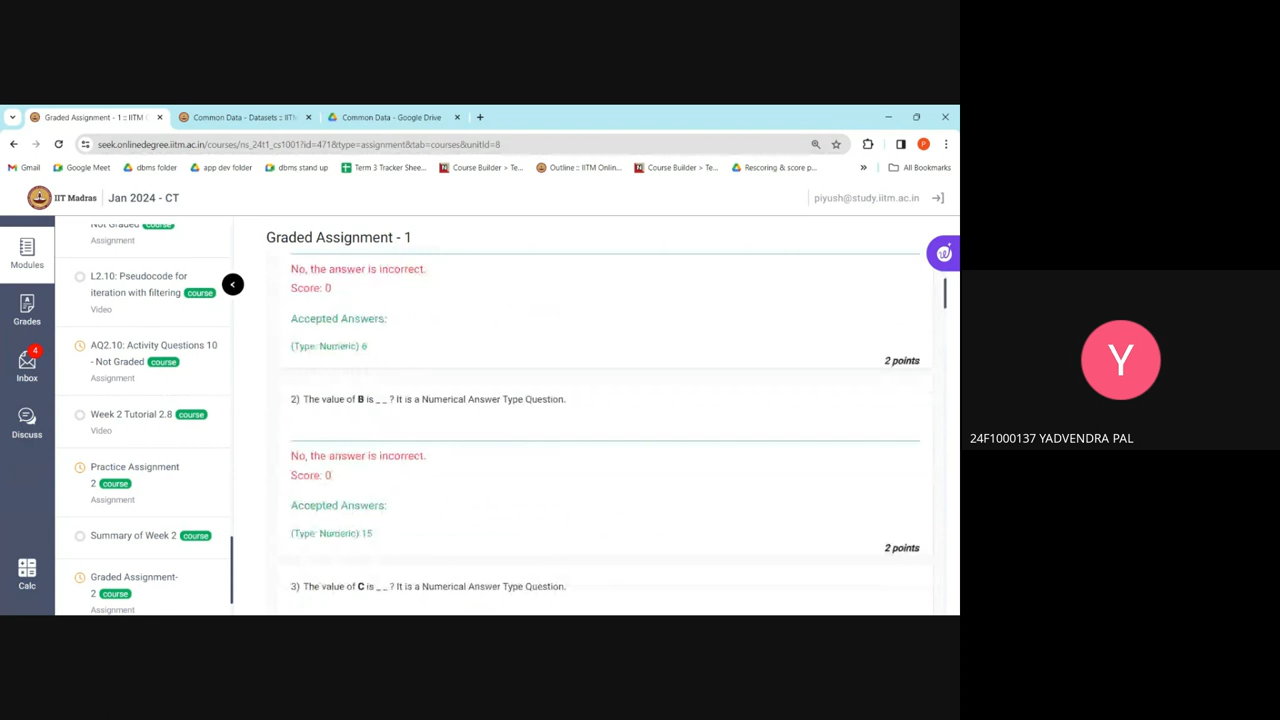 Graded Assignment - 1 :: IITM
Common Data - Datasets :: IITM
Common Data - Google Drive
seek.onlinedegree.iitm.ac.in/courses/ns_24t1_cs1001?id=471&type=assignment&tab=courses&unitId=8
Gmail
Google Meet
dbms folder
app dev folder
dbms stand up
Term 3 Tracker Shee...
Course Builder > Te...
Outline :: IITM Onlin...
Course Builder > Te...
Rescoring & score p...
»
All Bookmarks
IIT Madras
Jan 2024 - CT
piyush@study.iitm.ac.in
Modules
Grades
4
Inbox
Discuss
Calc
Not Graded course
Assignment
L2.10: Pseudocode for
iteration with filtering course
Video
AQ2.10: Activity Questions 10
- Not Graded course
Assignment
Week 2 Tutorial 2.8 course
Video
Practice Assignment
2 course
Assignment
Summary of Week 2 course
Graded Assignment-
2 course
Assignment
Graded Assignment - 1
No, the answer is incorrect.
Score: 0
Accepted Answers:
(Type: Numeric) 6
2 points
2) The value of B is _ _ ? It is a Numerical Answer Type Question.
No, the answer is incorrect.
Score: 0
Accepted Answers:
(Type: Numeric) 15
2 points
3) The value of C is _ _ ? It is a Numerical Answer Type Question.
P
Y
24F1000137 YADVENDRA PAL